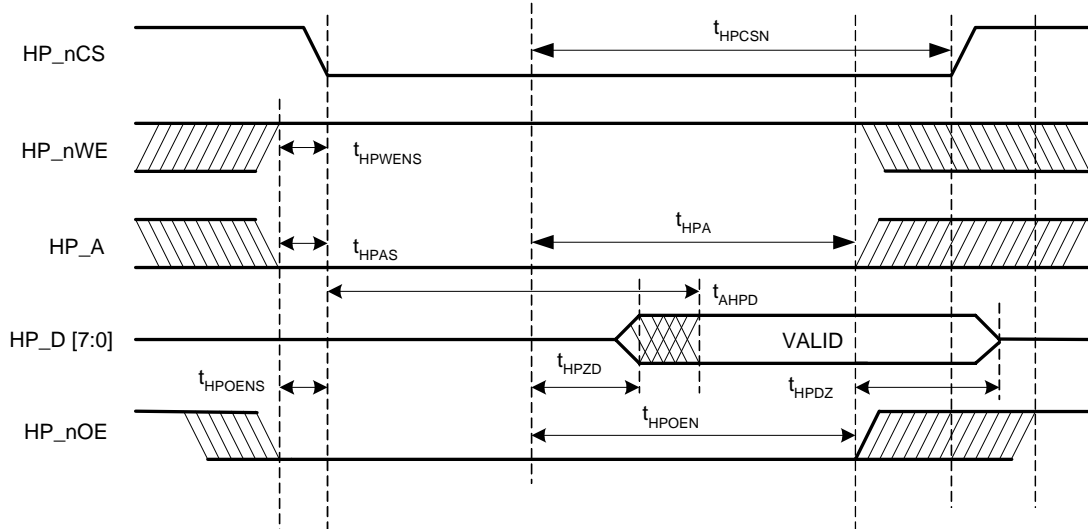 t_HPCSN
HP_nCS
HP_nWE
t_HPWENS
t_HPA
HP_A
t_HPAS
t_AHPD
HP_D [7:0]
VALID
t_HPZD
t_HPOENS
t_HPDZ
t_HPOEN
HP_nOE